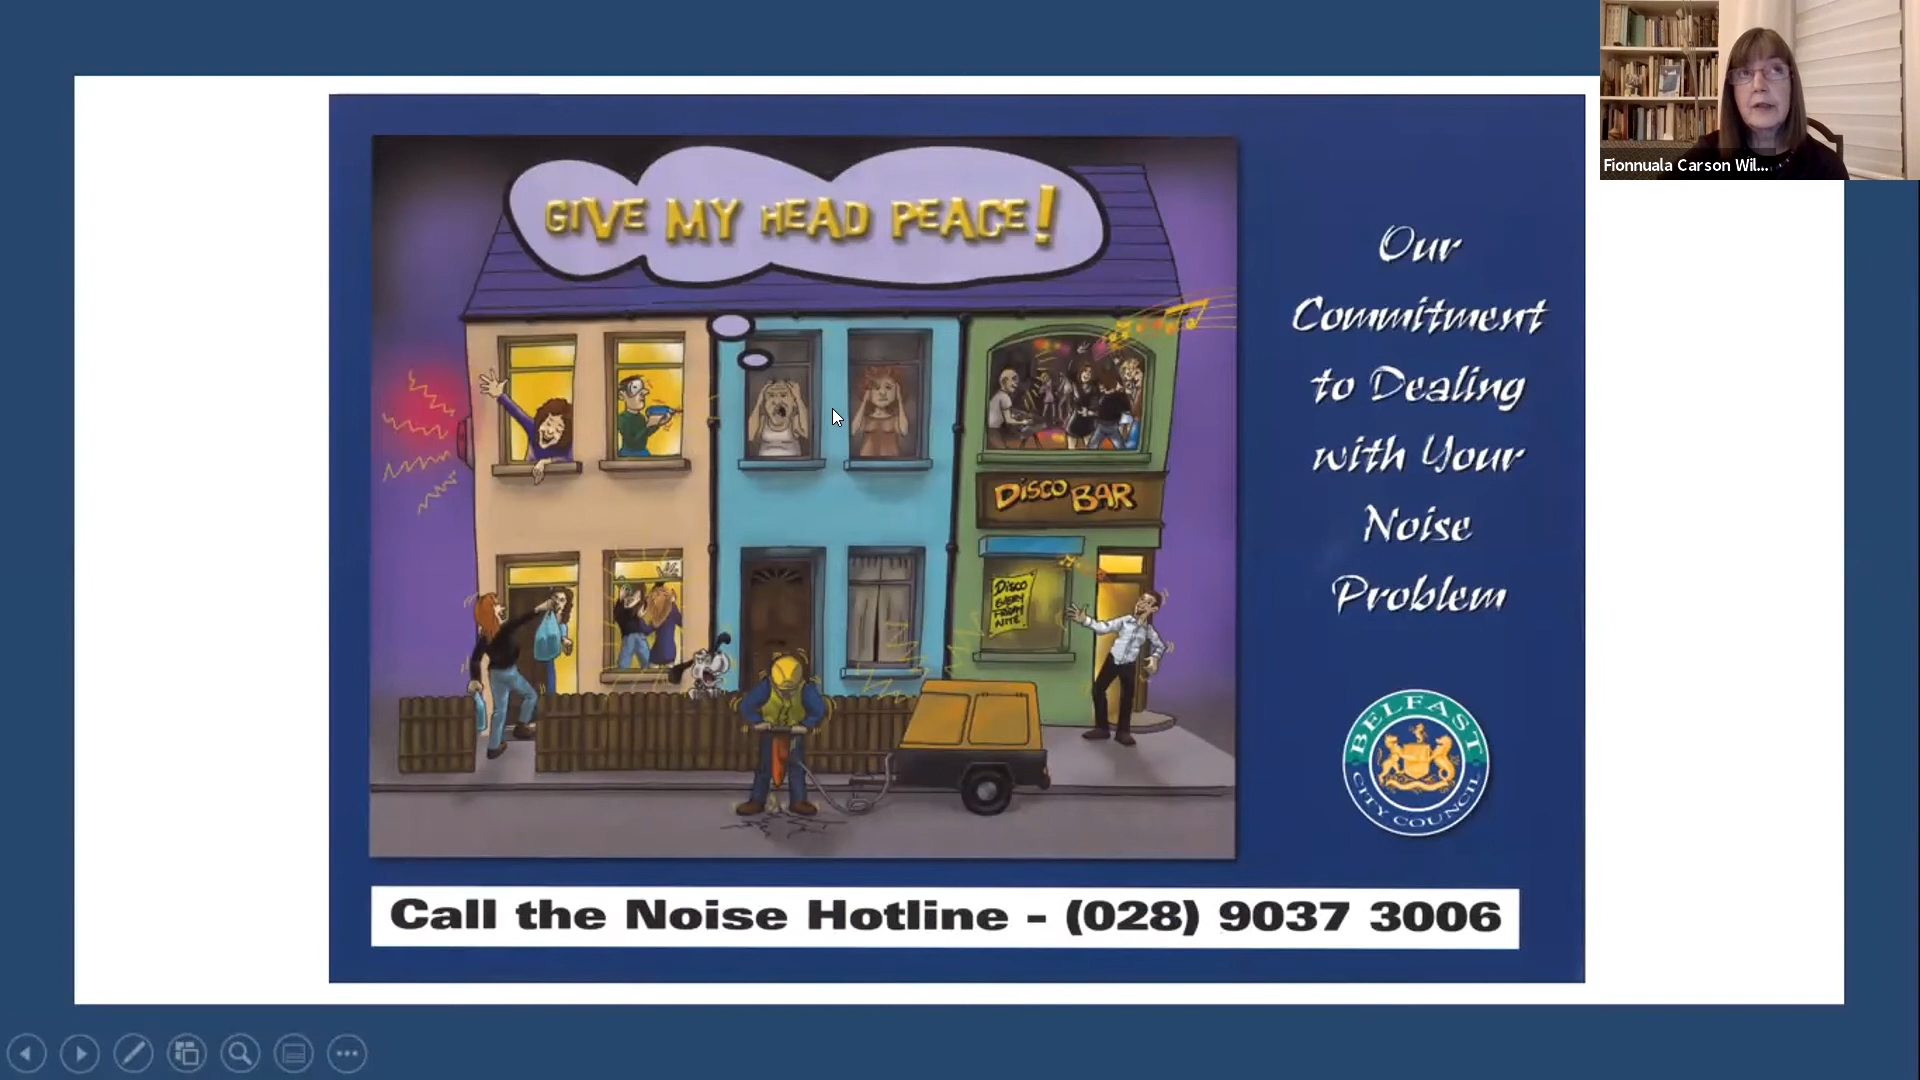 GIVE MY HEAD PEACE!
DISCO BAR
DISCO
EVERY
FRIDAY
NITE.
Our
Commitment
to Dealing
with Your
Noise
Problem
BELFAST
CITY COUNCIL
Call the Noise Hotline - (028) 9037 3006
Fionnuala Carson Wil...